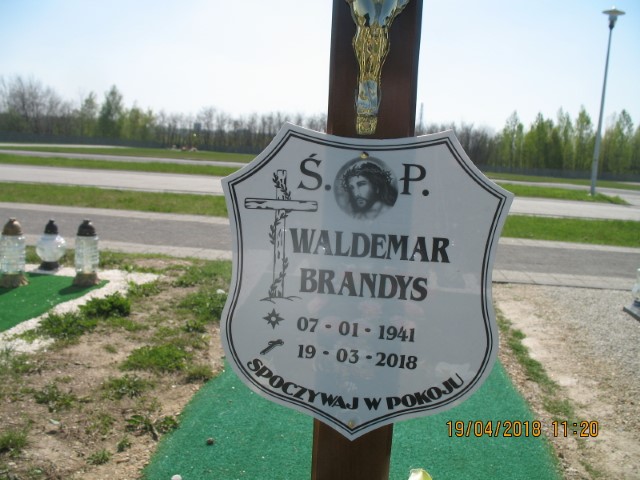 Ś. P.
WALDEMAR
BRANDYS
07 - 01 - 1941
19 - 03 - 2018
SPOCZYWAJ W POKOJU
19/04/2018 11:20